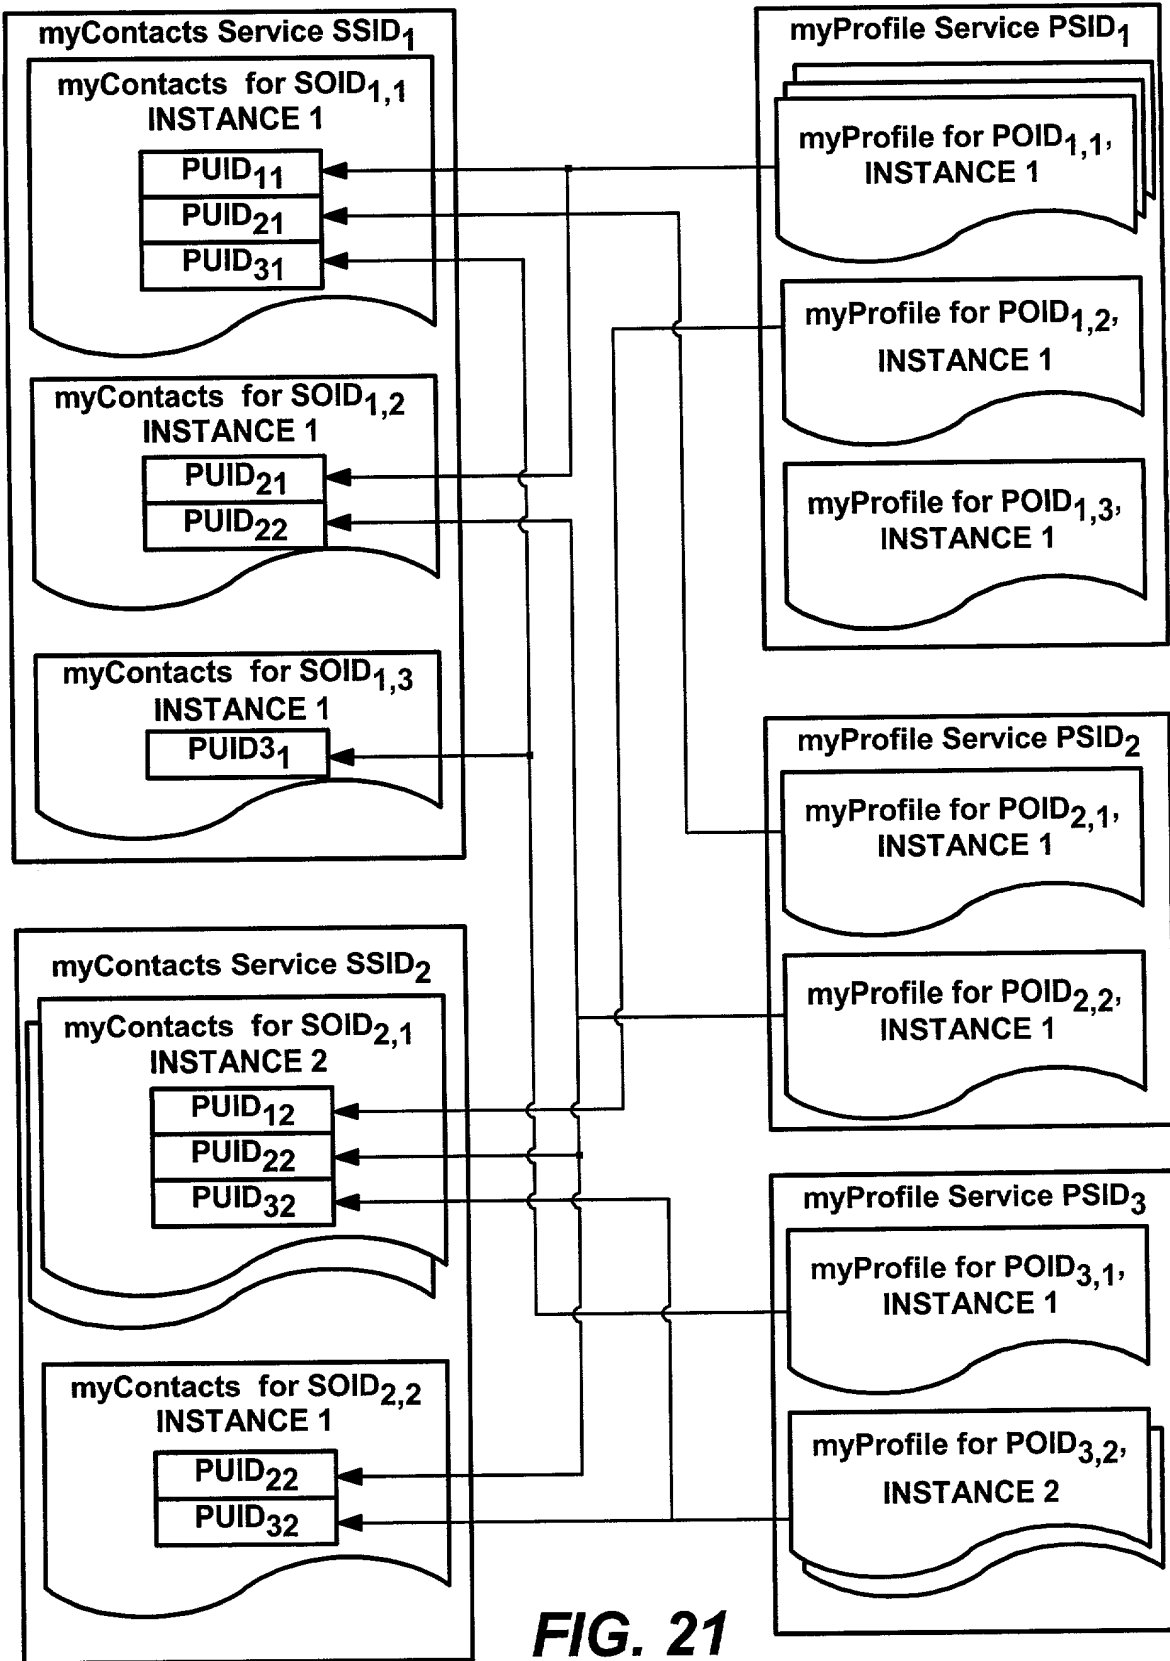 myContacts Service SSID1
myContacts for SOID1,1
INSTANCE 1
PUID11
PUID21
PUID31
myContacts for SOID1,2
INSTANCE 1
PUID21
PUID22
myContacts for SOID1,3
INSTANCE 1
PUID31
myContacts Service SSID2
myContacts for SOID2,1
INSTANCE 2
PUID12
PUID22
PUID32
myContacts for SOID2,2
INSTANCE 1
PUID22
PUID32
myProfile Service PSID1
myProfile for POID1,1,
INSTANCE 1
myProfile for POID1,2,
INSTANCE 1
myProfile for POID1,3,
INSTANCE 1
myProfile Service PSID2
myProfile for POID2,1,
INSTANCE 1
myProfile for POID2,2,
INSTANCE 1
myProfile Service PSID3
myProfile for POID3,1,
INSTANCE 1
myProfile for POID3,2,
INSTANCE 2
FIG. 21